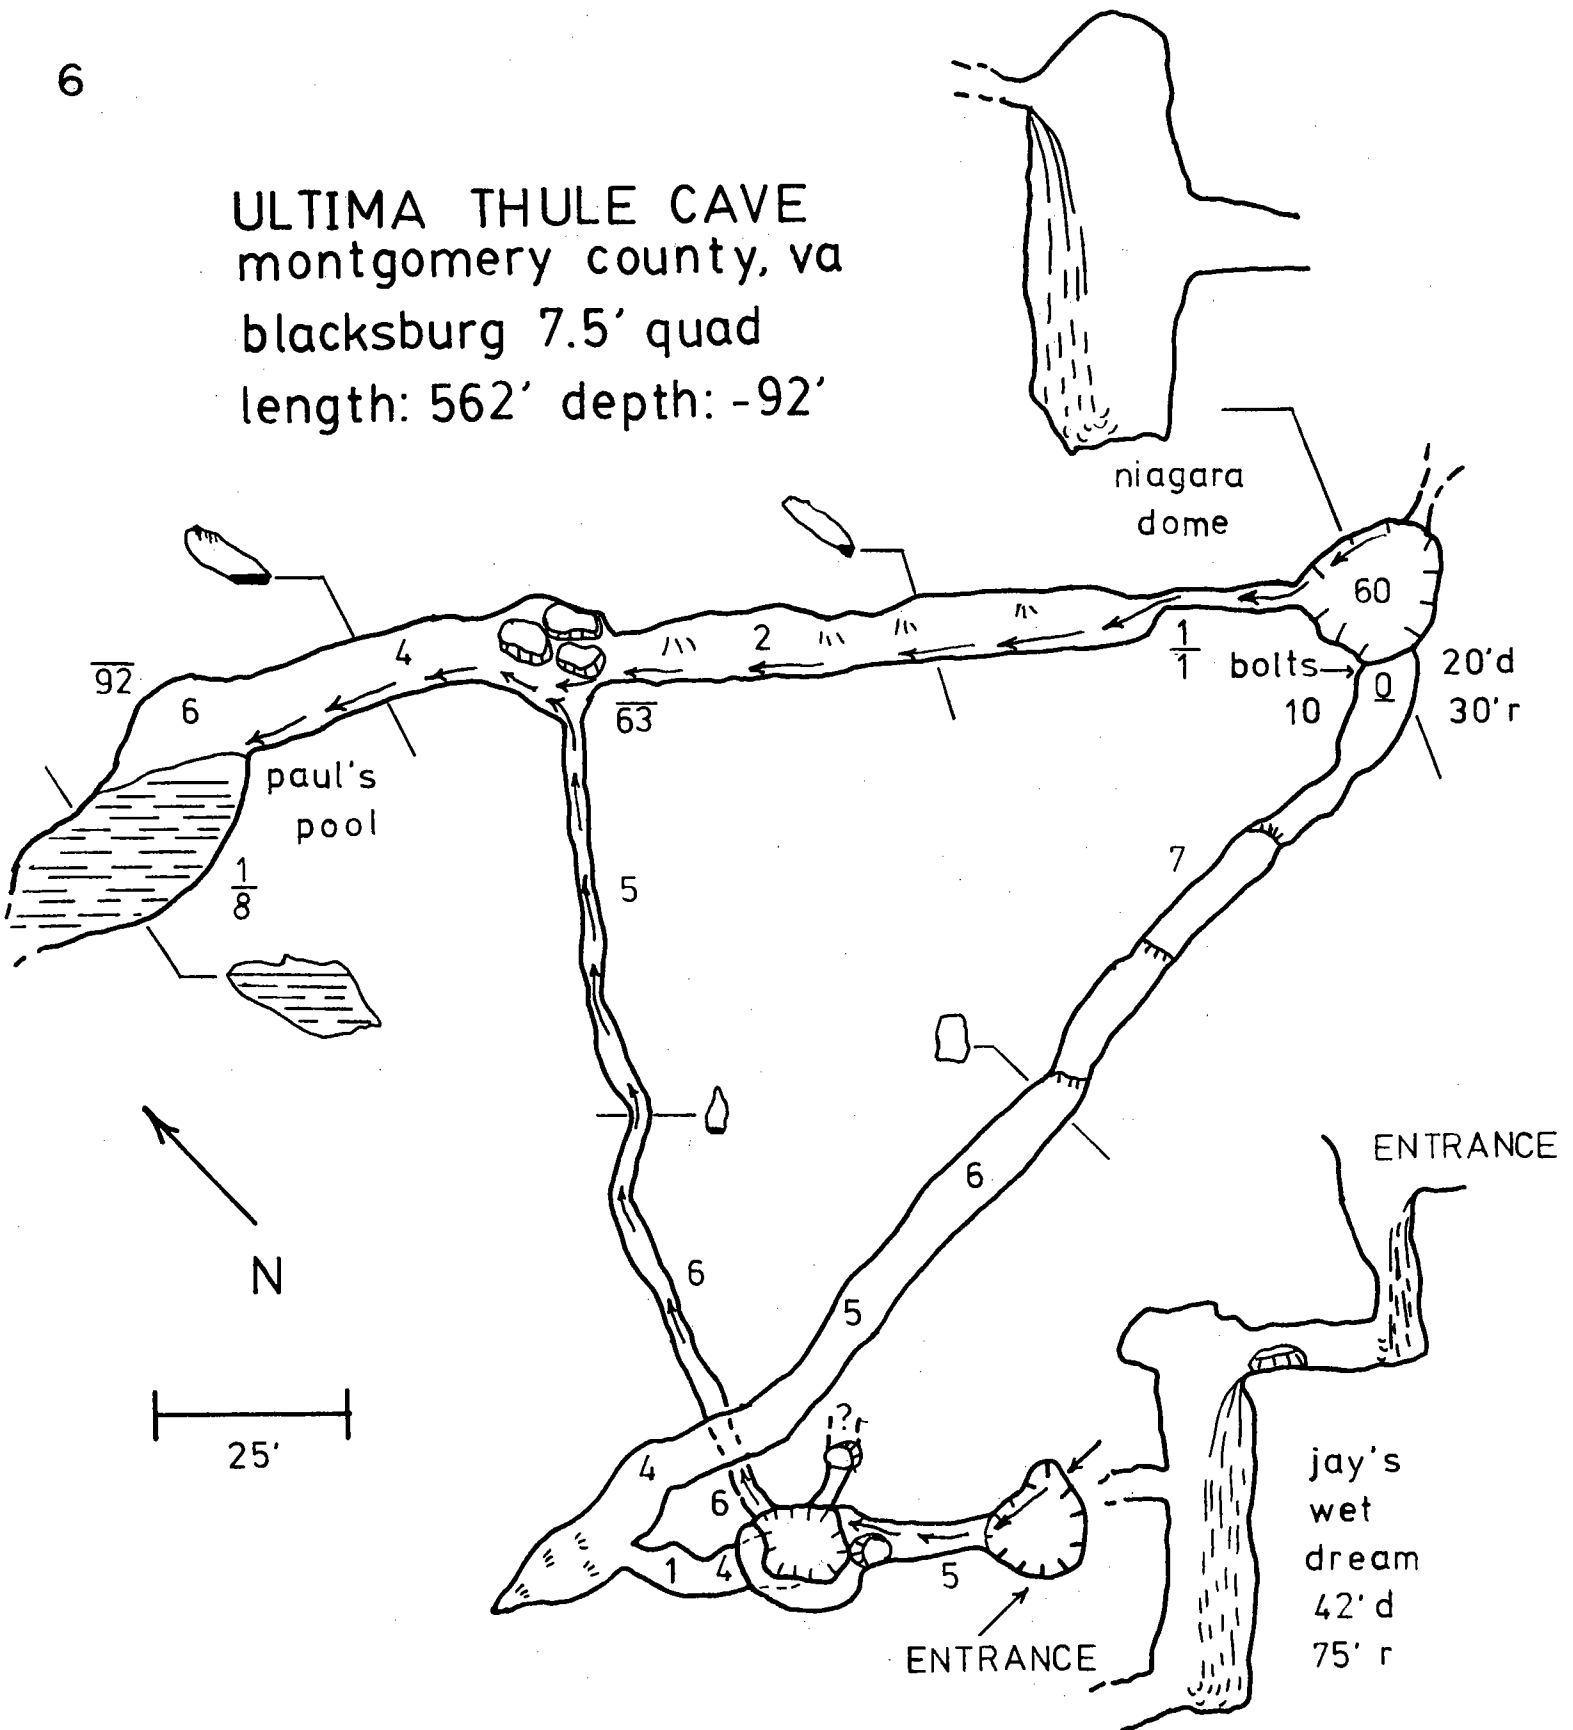 6
ULTIMA THULE CAVE
montgomery county, va
blacksburg 7.5' quad
length: 562' depth: -92'
niagara
dome
60
bolts
20'd
30'r
0
10
1
1
2
4
92
6
63
paul's
pool
1
8
5
7
6
6
5
N
25'
4
6
1
4
?
5
ENTRANCE
ENTRANCE
jay's
wet
dream
42'd
75' r